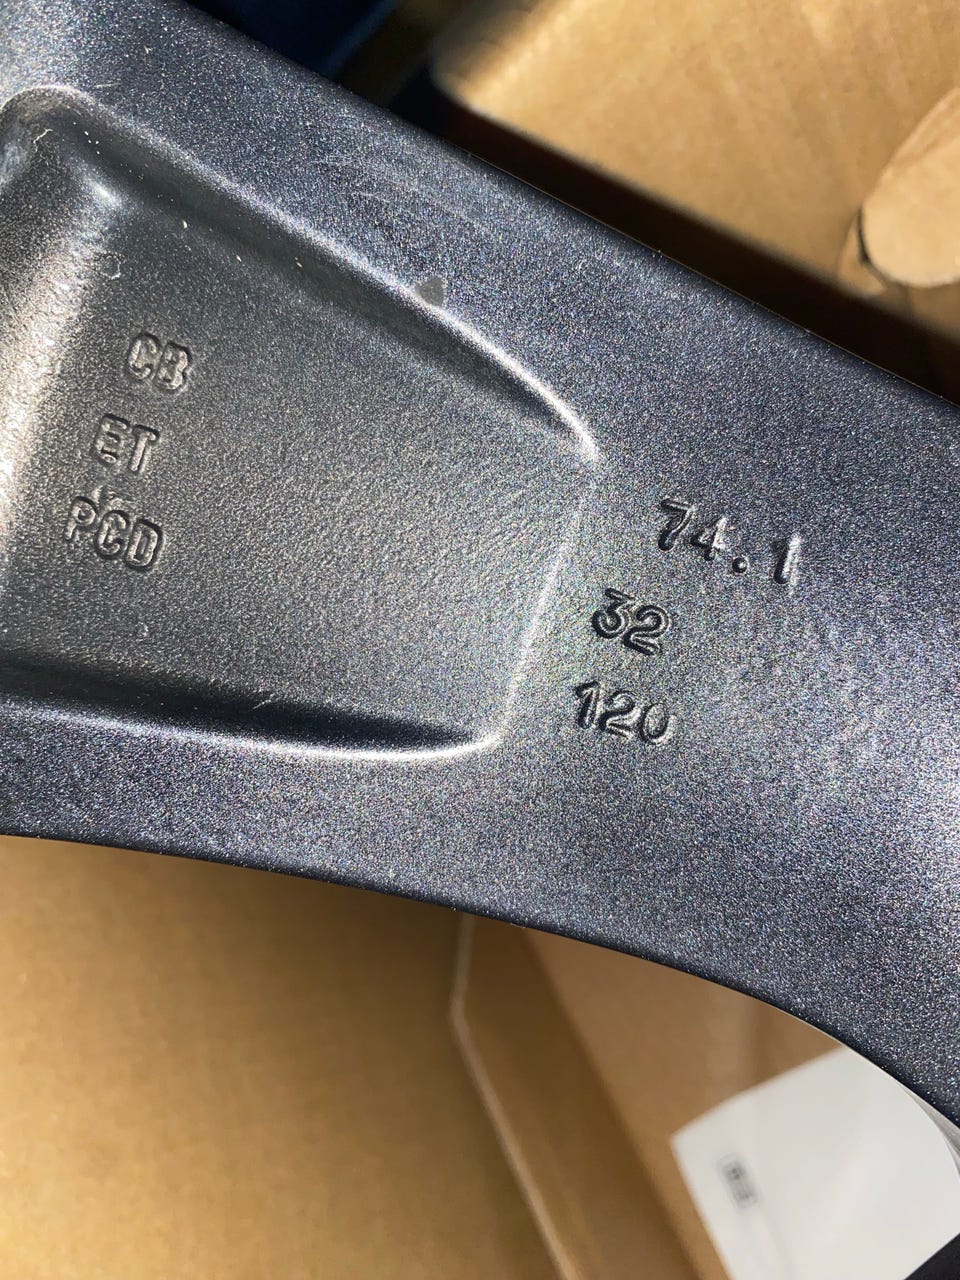 CB 74.1
ET 32
PCD 120